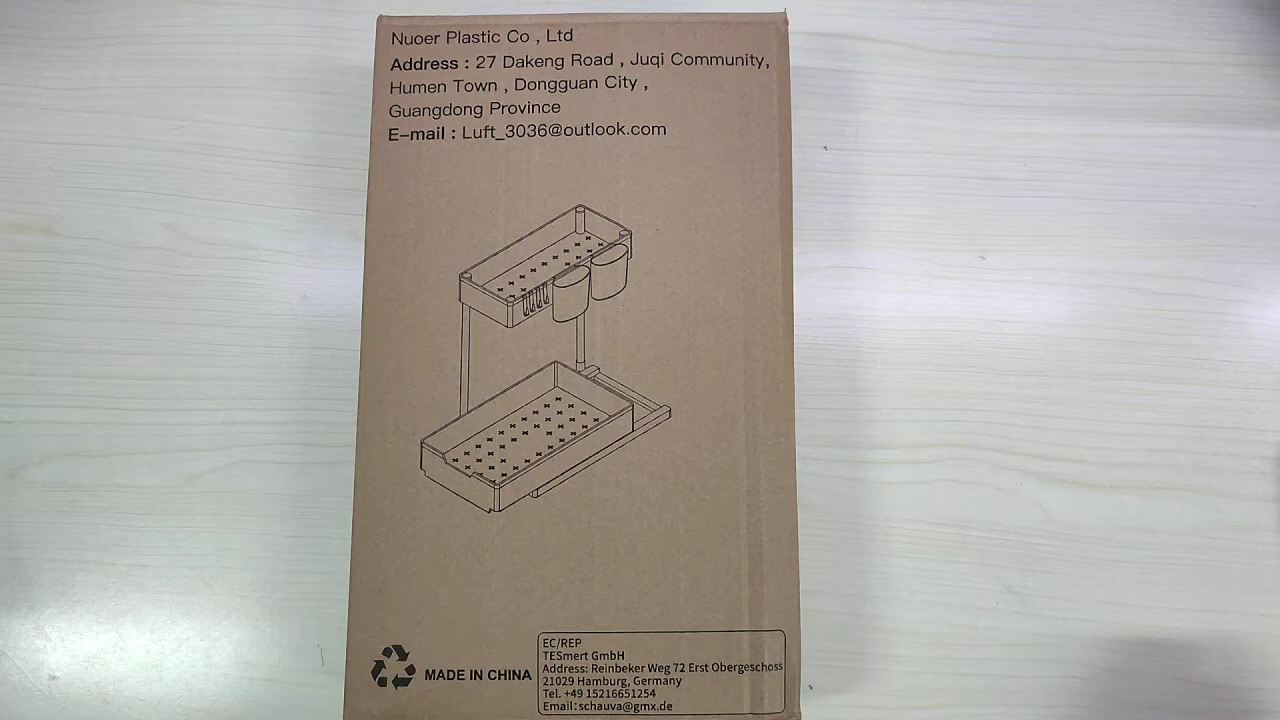 Nuoer Plastic Co , Ltd
Address : 27 Dakeng Road , Juqi Community,
Humen Town , Dongguan City ,
Guangdong Province
E-mail : Luft_3036@outlook.com
MADE IN CHINA
EC/REP
TESmert GmbH
Address: Reinbeker Weg 72 Erst Obergeschoss
21029 Hamburg, Germany
Tel. +49 15216651254
Email:schauva@gmx.de